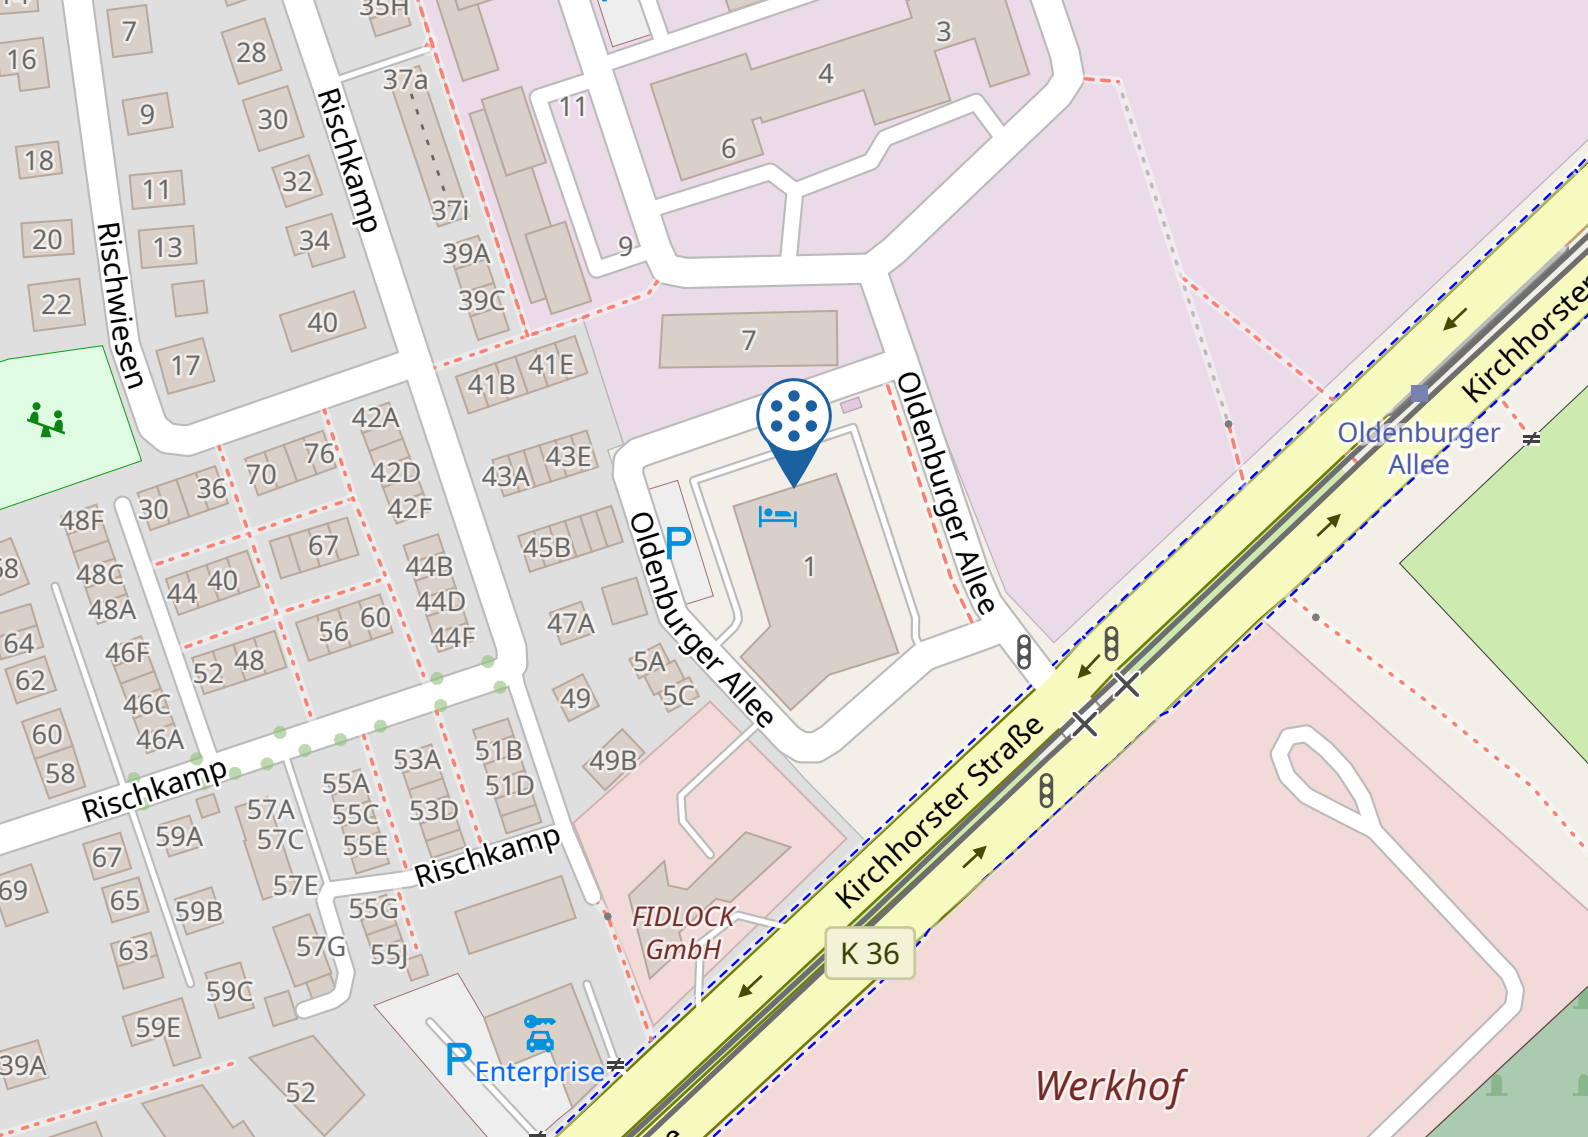 35H
7
3
28
16
37a
4
11
9
30
Rischkamp
6
18
32
11
37i
Rischwiesen
20
13
34
9
39A
22
39C
40
7
17
41E
41B
Kirchhorster
Oldenburger Allee
42A
Oldenburger
Allee
76
43E
70
42D
43A
36
30
42F
48F
P
Oldenburger Allee
67
45B
1
44B
48C
40
44
44D
48A
60
47A
56
44F
64
46F
48
52
5A
62
5C
46C
49
60
46A
51B
Kirchhorster Straße
53A
49B
58
Rischkamp
55A
51D
57A
55C
53D
59A
57C
55E
67
Rischkamp
57E
69
65
59B
55G
FIDLOCK
GmbH
57G
63
55J
K 36
59C
59E
P
Enterprise
39A
52
Werkhof